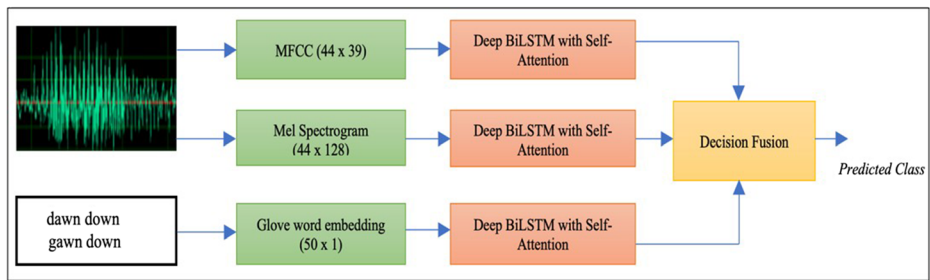 MFCC (44 x 39)
Deep BiLSTM with Self-
Attention
Mel Spectrogram
(44 x 128)
Deep BiLSTM with Self-
Attention
Decision Fusion
Predicted Class
dawn down
gawn down
Glove word embedding
(50 x 1)
Deep BiLSTM with Self-
Attention